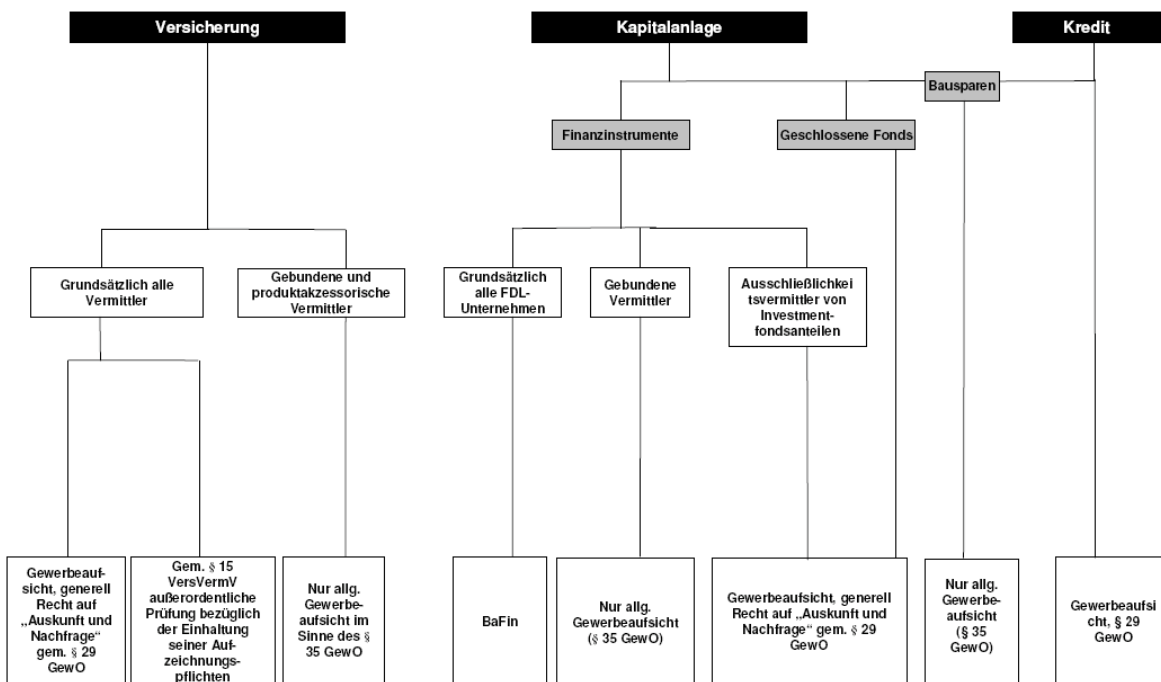 Versicherung
Kapitalanlage
Kredit
Bausparen
Finanzinstrumente
Geschlossene Fonds
Grundsätzlich alle
Vermittler
Gebundene und
produktakzessorische
Vermittler
Grundsätzlich
alle FDL-
Unternehmen
Gebundene
Vermittler
Ausschließlichkei
tsvermittler von
Investment-
fondsanteilen
Gewerbeauf-
sicht, generell
Recht auf
„Auskunft und
Nachfrage“
gem. § 29
GewO
Gem. § 15
VersVermV
außerordentliche
Prüfung bezüglich
der Einhaltung
seiner Auf-
zeichnungs-
pflichten
Nur allg.
Gewerbe-
aufsicht im
Sinne des §
35 GewO
BaFin
Nur allg.
Gewerbeaufsicht
(§ 35 GewO)
Gewerbeaufsicht, generell
Recht auf „Auskunft und
Nachfrage“ gem. § 29
GewO
Nur allg.
Gewerbe-
aufsicht
(§ 35
GewO)
Gewerbeaufsi
cht, § 29
GewO